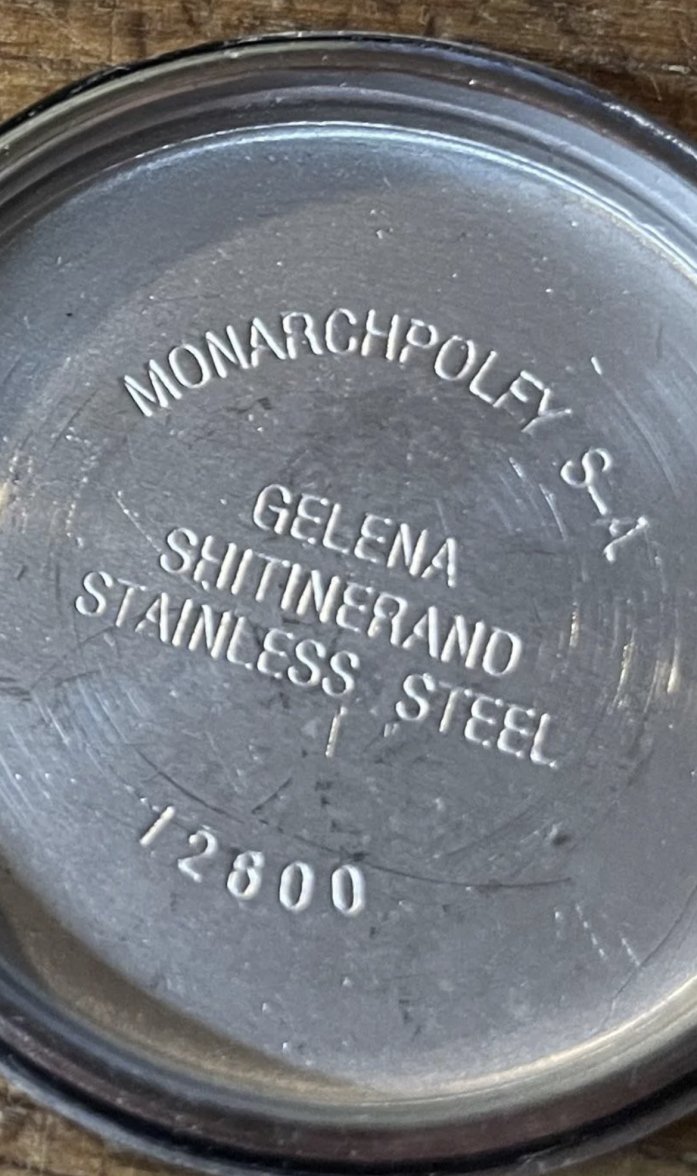 MONARCHPOLFY S-A
GELENA
SHITINERAND
STAINLESS STEEL
I
12800